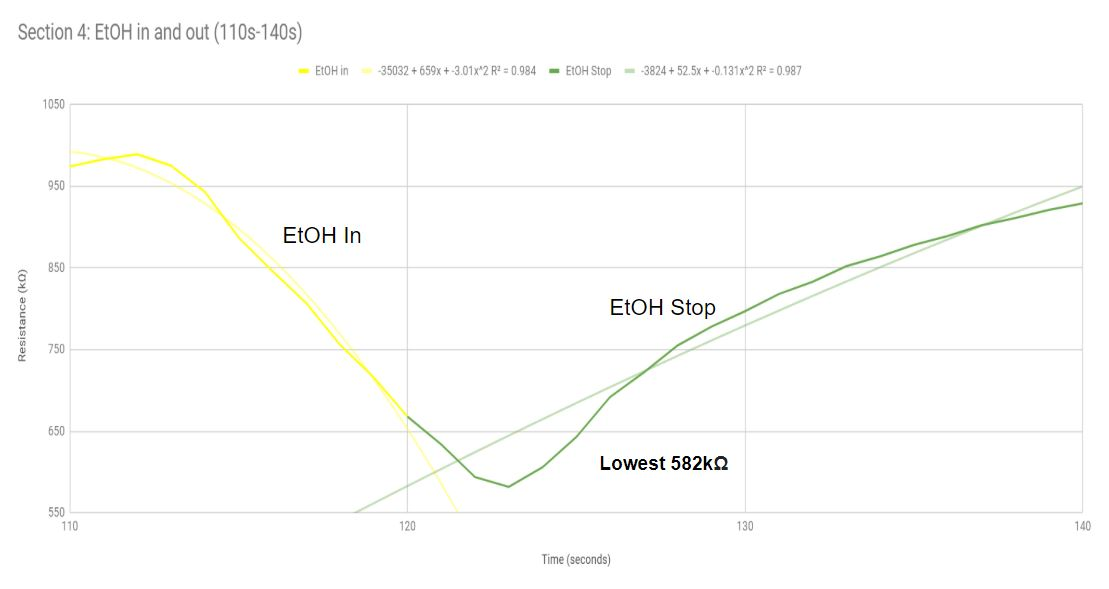 Section 4: EtOH in and out (110s-140s)
EtOH in -35032 + 659x + -3.01x^2 R² = 0.984 EtOH Stop -3824 + 52.5x + -0.131x^2 R² = 0.987
1050
950
850
750
650
550
Resistance (kΩ)
EtOH In
EtOH Stop
Lowest 582kΩ
110 120 130 140
Time (seconds)